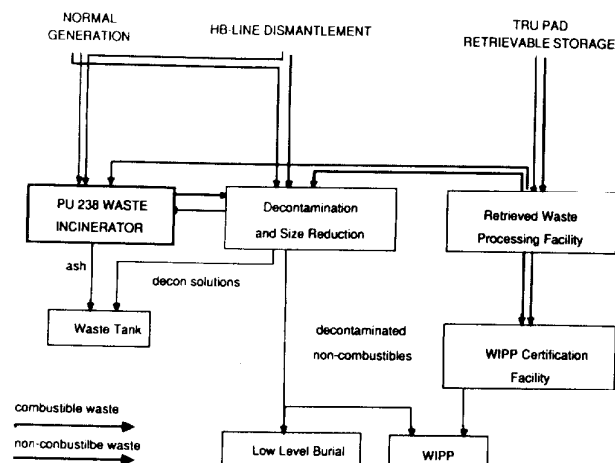 NORMAL
GENERATION
HB-LINE DISMANTLEMENT
TRU PAD
RETRIEVABLE STORAGE
PU 238 WASTE
INCINERATOR
Decontamination
and Size Reduction
Retrieved Waste
Processing Facility
ash
decon solutions
Waste Tank
decontaminated
non-combustibles
WIPP Certification
Facility
combustible waste
non-conbustilbe waste
Low Level Burial
WIPP